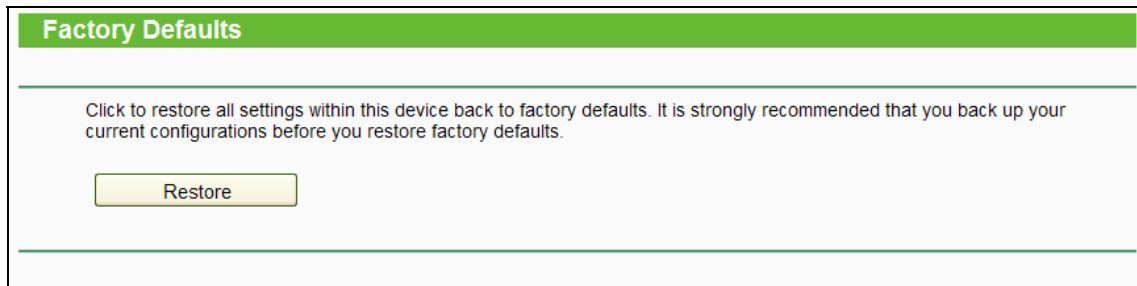 Factory Defaults
Click to restore all settings within this device back to factory defaults. It is strongly recommended that you back up your
current configurations before you restore factory defaults.
Restore